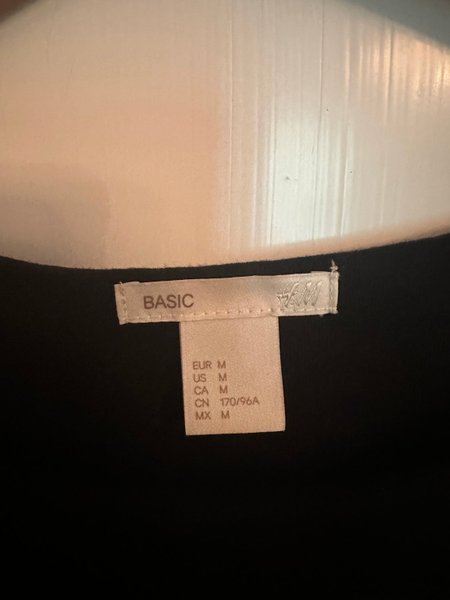 BASIC H&M
EUR M
US M
CA M
CN 170/96A
MX M